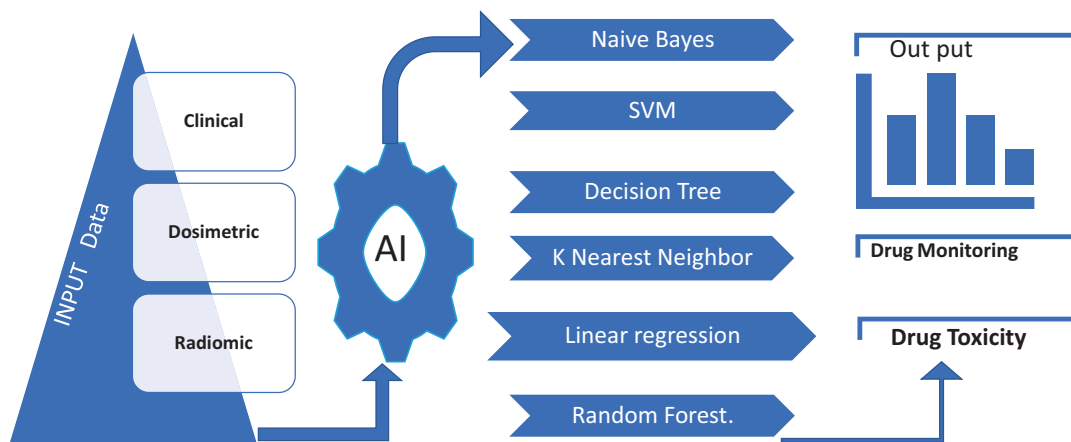 INPUT Data
Clinical
Dosimetric
Radiomic
AI
Naive Bayes
SVM
Decision Tree
K Nearest Neighbor
Linear regression
Random Forest.
Out put
Drug Monitoring
Drug Toxicity